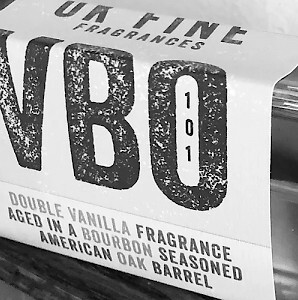 UR FINE
FRAGRANCES
VBO
101
DOUBLE VANILLA FRAGRANCE
AGED IN A BOURBON SEASONED
AMERICAN OAK BARREL